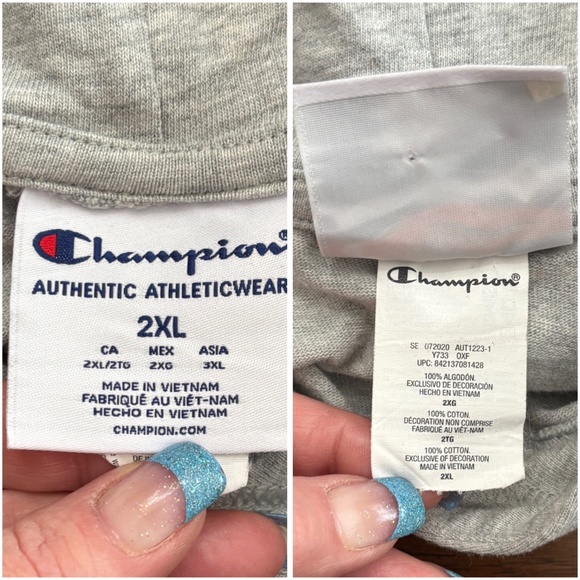 Champion®
AUTHENTIC ATHLETICWEAR
2XL
CA MEX ASIA
2XL/2TG 2XG 3XL
MADE IN VIETNAM
FABRIQUÉ AU VIÊT-NAM
HECHO EN VIETNAM
CHAMPION.COM
Champion®
SE 072020 AUT1223-1
Y733 OXF
UPC: 842137081428
100% ALGODÓN.
EXCLUSIVO DE DECORACIÓN
HECHO EN VIETNAM
2XG
100% COTON.
DÉCORATION NON COMPRISE
FABRIQUÉ AU VIÊT-NAM
2TG
100% COTTON.
EXCLUSIVE OF DECORATION
MADE IN VIETNAM
2XL